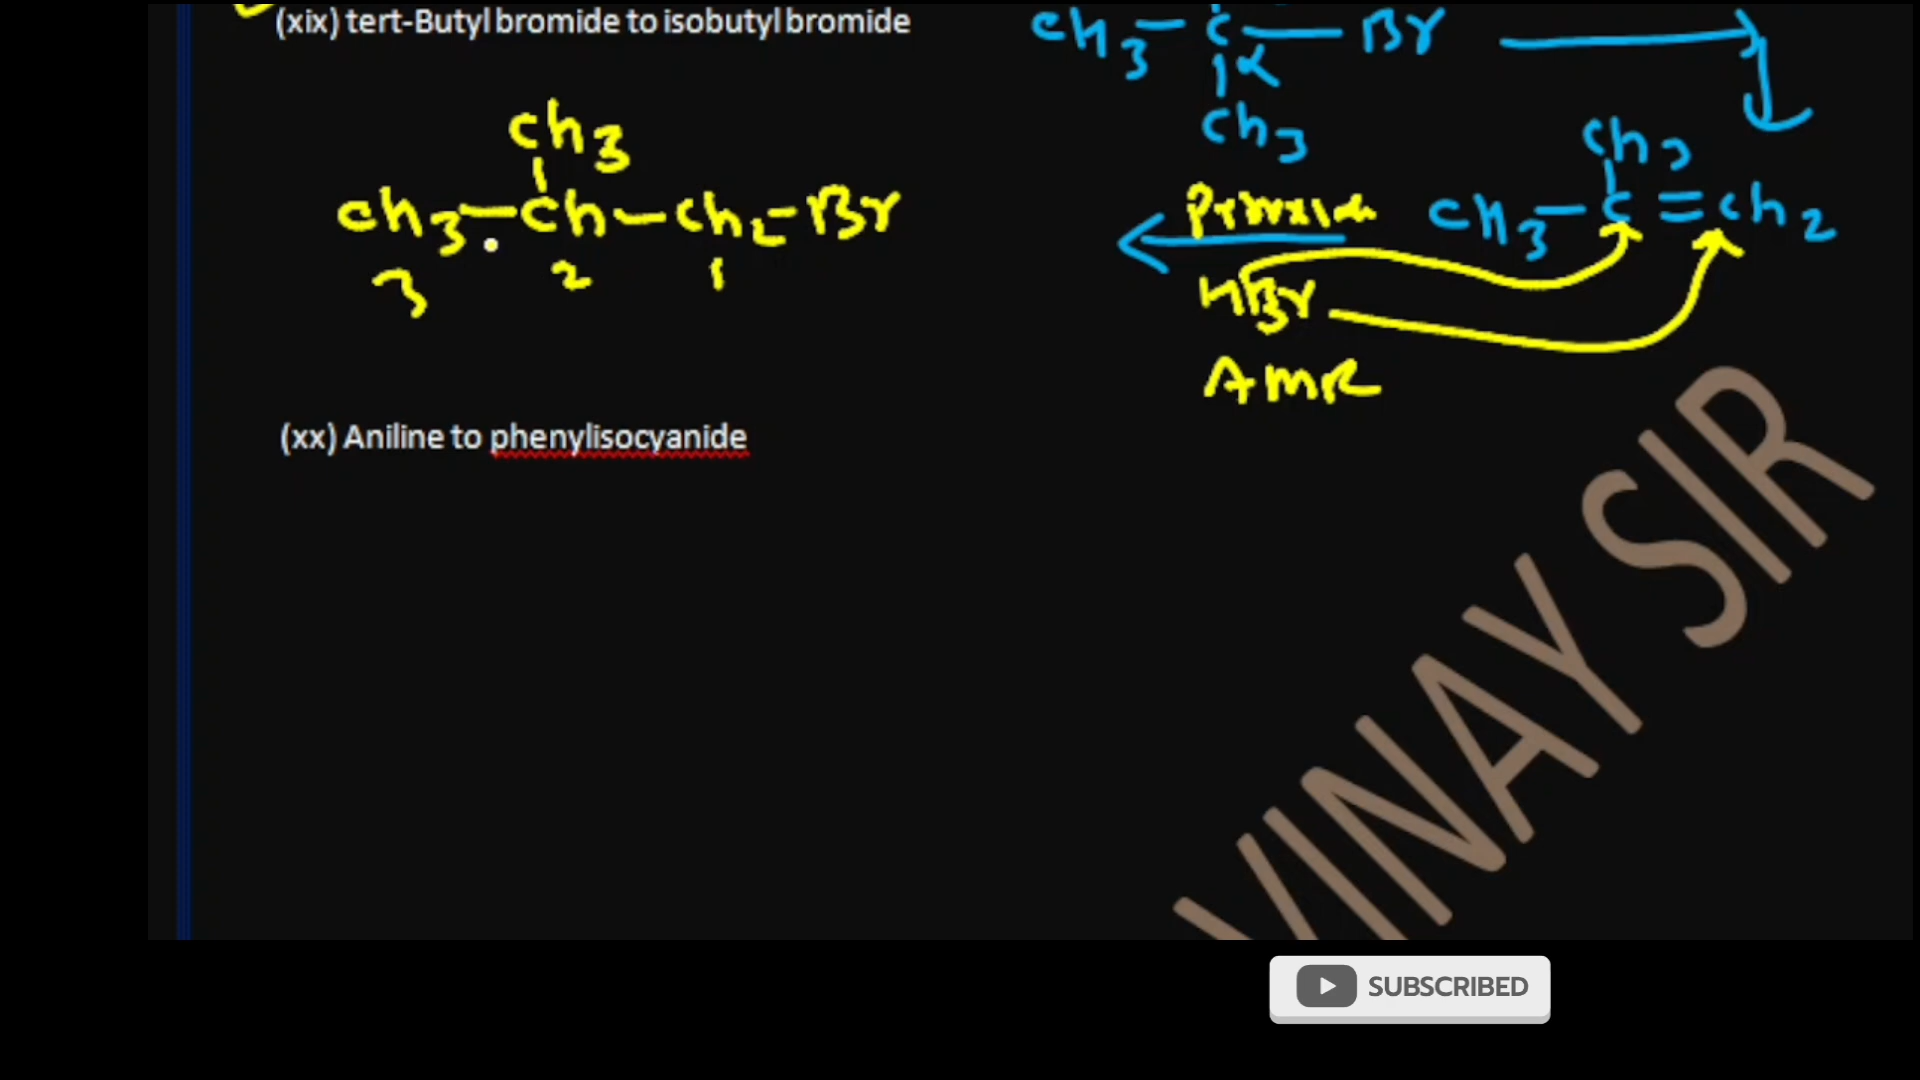 (xix) tert-Butyl bromide to isobutyl bromide
CH3 - C - Br
CH3
CH3
CH3 - CH - CH2 - Br
3 2 1
CH3
CH3 - C = CH2
HBr
AMR
(xx) Aniline to phenylisocyanide
VINAY SIR
SUBSCRIBED